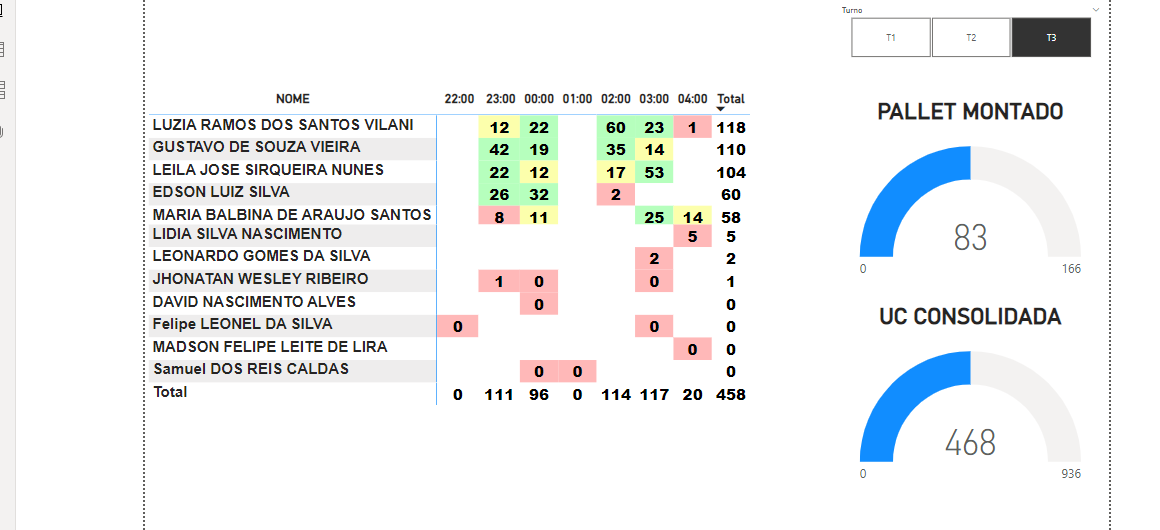 Turno
T1 T2 T3
NOME 22:00 23:00 00:00 01:00 02:00 03:00 04:00 Total
LUZIA RAMOS DOS SANTOS VILANI 12 22 60 23 1 118
GUSTAVO DE SOUZA VIEIRA 42 19 35 14 110
LEILA JOSE SIRQUEIRA NUNES 22 12 17 53 104
EDSON LUIZ SILVA 26 32 2 60
MARIA BALBINA DE ARAUJO SANTOS 8 11 25 14 58
LIDIA SILVA NASCIMENTO 5 5
LEONARDO GOMES DA SILVA 2 2
JHONATAN WESLEY RIBEIRO 1 0 0 1
DAVID NASCIMENTO ALVES 0 0
Felipe LEONEL DA SILVA 0 0 0
MADSON FELIPE LEITE DE LIRA 0 0
Samuel DOS REIS CALDAS 0 0 0
Total 0 111 96 0 114 117 20 458
PALLET MONTADO
83
0 166
UC CONSOLIDADA
468
0 936